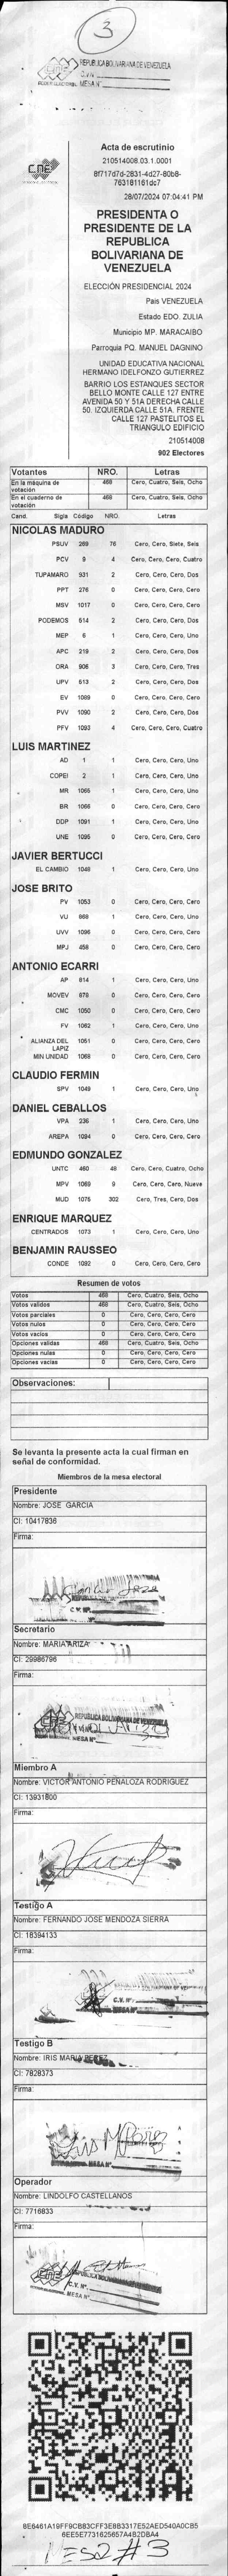 3
REPUBLICA BOLIVARIANA DE VENEZUELA
CNE
C.V. Nº
PODER ELECTORAL MESA Nº
CNE
Acta de escrutinio
210514008.03.1.0001
8f717d7d-2831-4d27-80b8-
763181161dc7
28/07/2024 07:04:41 PM
PRESIDENTA O
PRESIDENTE DE LA
REPUBLICA
BOLIVARIANA DE
VENEZUELA
ELECCIÓN PRESIDENCIAL 2024
Pais VENEZUELA
Estado EDO. ZULIA
Municipio MP. MARACAIBO
Parroquia PQ. MANUEL DAGNINO
UNIDAD EDUCATIVA NACIONAL
HERMANO IDELFONZO GUTIERREZ
BARRIO LOS ESTANQUES SECTOR
BELLO MONTE CALLE 127 ENTRE
AVENIDA 50 Y 51A DERECHA CALLE
50. IZQUIERDA CALLE 51A. FRENTE
CALLE 127 PASTELITOS EL
TRIANGULO EDIFICIO
210514008
902 Electores
Votantes NRO. Letras
En la máquina de votación 468 Cero, Cuatro, Seis, Ocho
En el cuaderno de votación 468 Cero, Cuatro, Seis, Ocho
Cand. Sigla Código NRO. Letras
NICOLAS MADURO
PSUV 269 76 Cero, Cero, Siete, Seis
PCV 9 4 Cero, Cero, Cero, Cuatro
TUPAMARO 931 2 Cero, Cero, Cero, Dos
PPT 276 0 Cero, Cero, Cero, Cero
MSV 1017 0 Cero, Cero, Cero, Cero
PODEMOS 514 2 Cero, Cero, Cero, Dos
MEP 6 1 Cero, Cero, Cero, Uno
APC 219 2 Cero, Cero, Cero, Dos
ORA 908 3 Cero, Cero, Cero, Tres
UPV 613 2 Cero, Cero, Cero, Dos
EV 1089 0 Cero, Cero, Cero, Cero
PVV 1090 2 Cero, Cero, Cero, Dos
PFV 1093 4 Cero, Cero, Cero, Cuatro
LUIS MARTINEZ
AD 1 1 Cero, Cero, Cero, Uno
COPEI 2 1 Cero, Cero, Cero, Uno
MR 1065 1 Cero, Cero, Cero, Uno
BR 1066 0 Cero, Cero, Cero, Cero
DDP 1091 1 Cero, Cero, Cero, Uno
UNE 1095 0 Cero, Cero, Cero, Cero
JAVIER BERTUCCI
EL CAMBIO 1048 1 Cero, Cero, Cero, Uno
JOSE BRITO
PV 1053 0 Cero, Cero, Cero, Cero
VU 868 1 Cero, Cero, Cero, Uno
UVV 1096 0 Cero, Cero, Cero, Cero
MPJ 458 0 Cero, Cero, Cero, Cero
ANTONIO ECARRI
AP 814 1 Cero, Cero, Cero, Uno
MOVEV 879 0 Cero, Cero, Cero, Cero
CMC 1050 0 Cero, Cero, Cero, Cero
FV 1062 1 Cero, Cero, Cero, Uno
ALIANZA DEL LAPIZ 1051 0 Cero, Cero, Cero, Cero
MIN UNIDAD 1068 0 Cero, Cero, Cero, Cero
CLAUDIO FERMIN
SPV 1049 1 Cero, Cero, Cero, Uno
DANIEL CEBALLOS
VPA 236 1 Cero, Cero, Cero, Uno
AREPA 1094 0 Cero, Cero, Cero, Cero
EDMUNDO GONZALEZ
UNTC 460 48 Cero, Cero, Cuatro, Ocho
MPV 1069 9 Cero, Cero, Cero, Nueve
MUD 1075 302 Cero, Tres, Cero, Dos
ENRIQUE MARQUEZ
CENTRADOS 1073 1 Cero, Cero, Cero, Uno
BENJAMIN RAUSSEO
CONDE 1092 0 Cero, Cero, Cero, Cero
Resumen de votos
Votos 468 Cero, Cuatro, Seis, Ocho
Votos validos 468 Cero, Cuatro, Seis, Ocho
Votos parciales 0 Cero, Cero, Cero, Cero
Votos nulos 0 Cero, Cero, Cero, Cero
Votos vacios 0 Cero, Cero, Cero, Cero
Opciones validas 468 Cero, Cuatro, Seis, Ocho
Opciones nulas 0 Cero, Cero, Cero, Cero
Opciones vacias 0 Cero, Cero, Cero, Cero
Observaciones:
Se levanta la presente acta la cual firman en
señal de conformidad.
Miembros de la mesa electoral
Presidente
Nombre: JOSE GARCIA
CI: 10417836
Firma:
Secretario
Nombre: MARIA ARIZA
CI: 29986796
Firma:
REPUBLICA BOLIVARIANA DE VENEZUELA
MESA Nº
Miembro A
Nombre: VICTOR ANTONIO PEÑALOZA RODRIGUEZ
CI: 13931800
Firma:
Testigo A
Nombre: FERNANDO JOSE MENDOZA SIERRA
CI: 18394133
Firma:
C.V. Nº
MESA Nº
Testigo B
Nombre: IRIS MARIA PEREZ
CI: 7828373
Firma:
Iris M Perez
MESA Nº
Operador
Nombre: LINDOLFO CASTELLANOS
CI: 7716833
Firma:
CNE
C.V. Nº
MESA Nº
8E6461A19FF9CB83CFF3E8B3317E52AED540A0CB5
6EE5E7731625657A4B2DBA4
Mesa #3